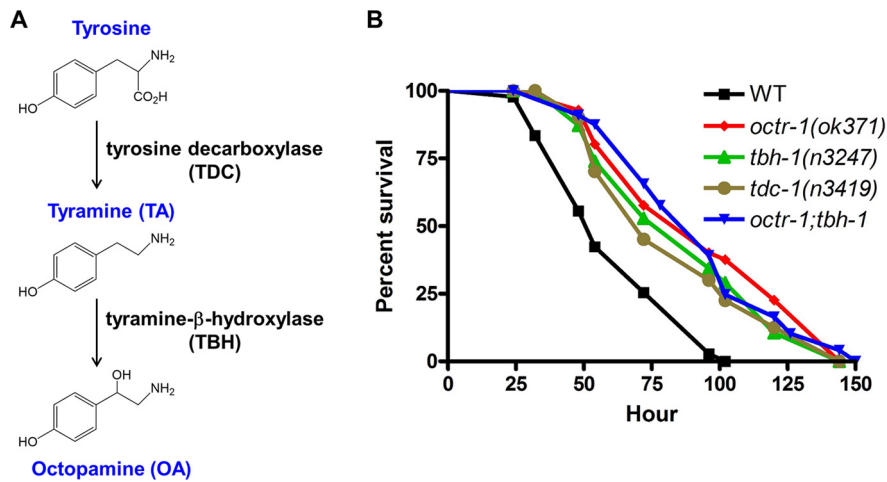 A
Tyrosine
NH₂
CO₂H
HO
tyrosine decarboxylase
(TDC)
Tyramine (TA)
NH₂
HO
tyramine-β-hydroxylase
(TBH)
OH
NH₂
HO
Octopamine (OA)
B
Percent survival
100
75
50
25
0
0
25
50
75
100
125
150
Hour
WT
octr-1(ok371)
tbh-1(n3247)
tdc-1(n3419)
octr-1;tbh-1